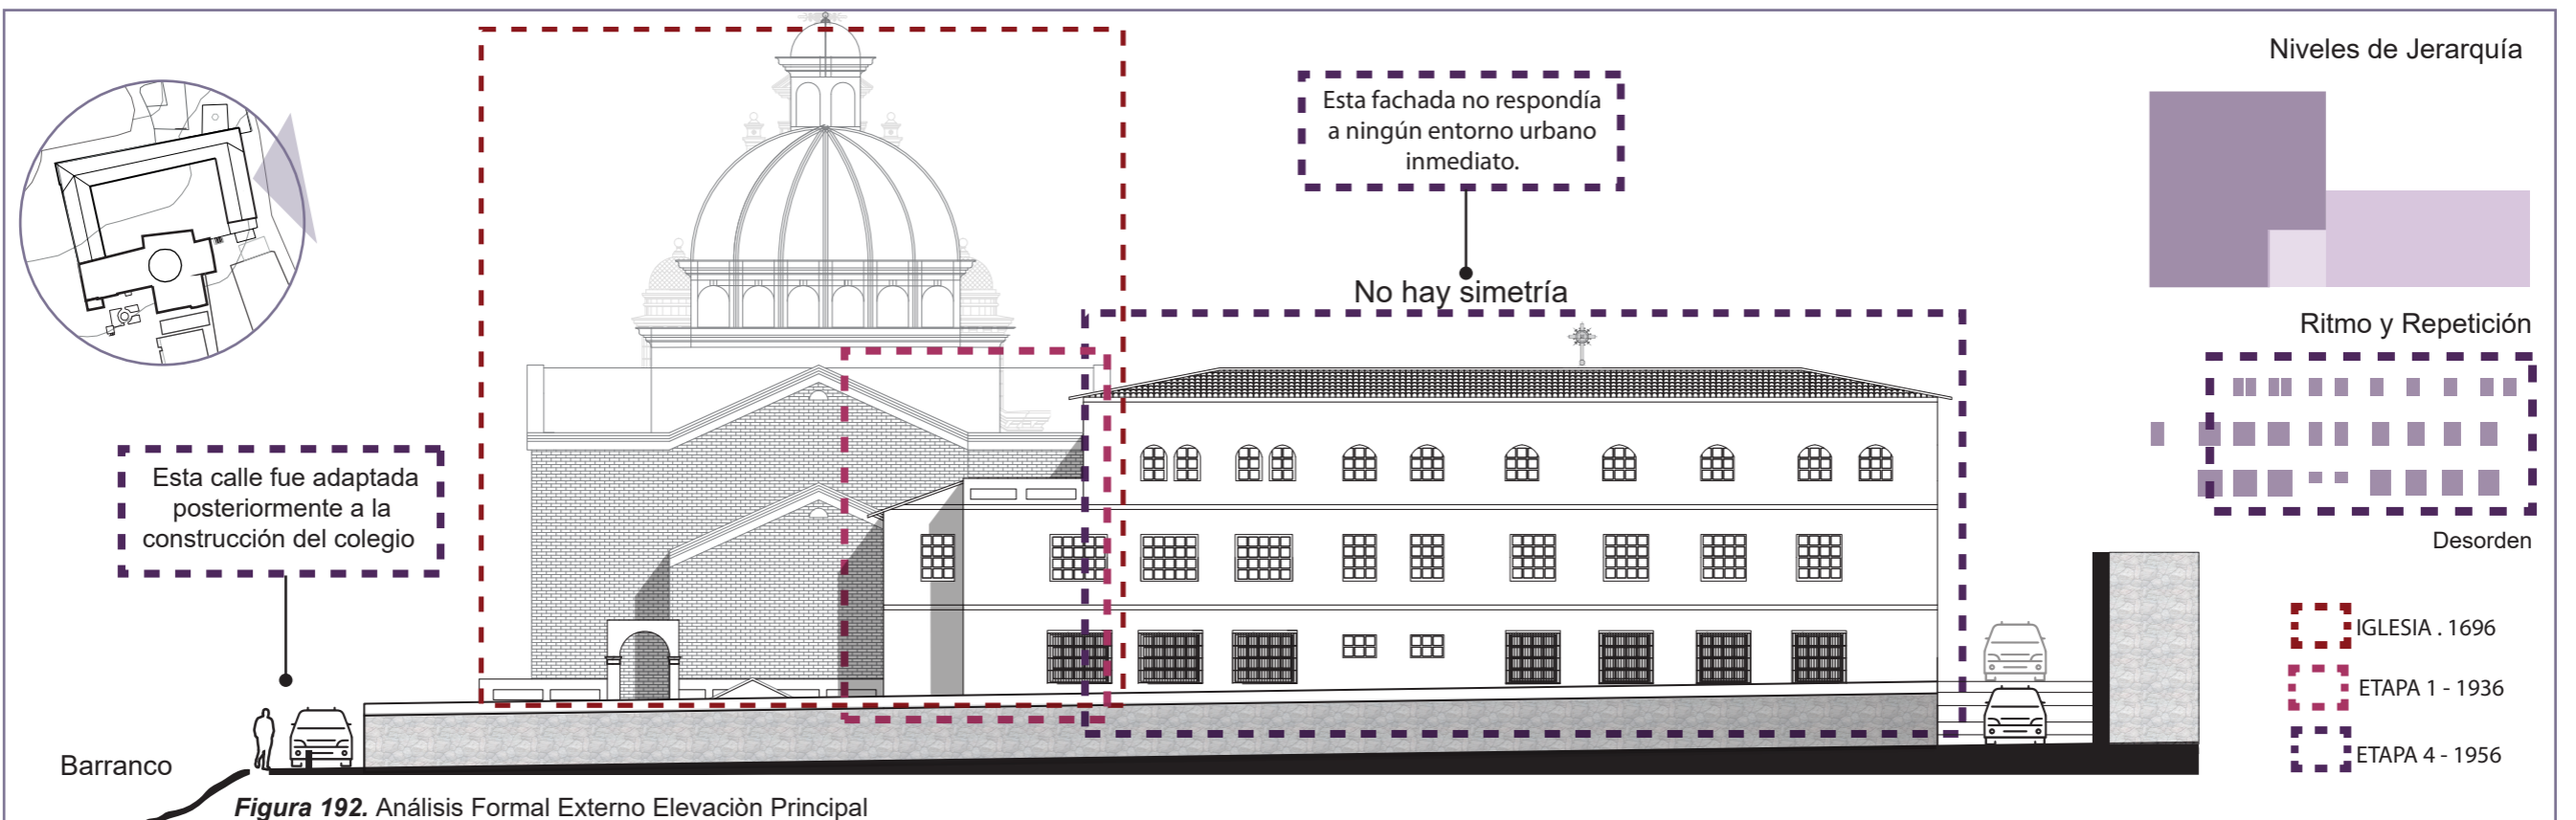 Niveles de Jerarquía
Esta fachada no respondía
a ningún entorno urbano
inmediato.
No hay simetría
Ritmo y Repetición
Desorden
Esta calle fue adaptada
posteriormente a la
construcción del colegio
IGLESIA . 1696
ETAPA 1 - 1936
ETAPA 4 - 1956
Barranco
Figura 192. Análisis Formal Externo Elevaciòn Principal